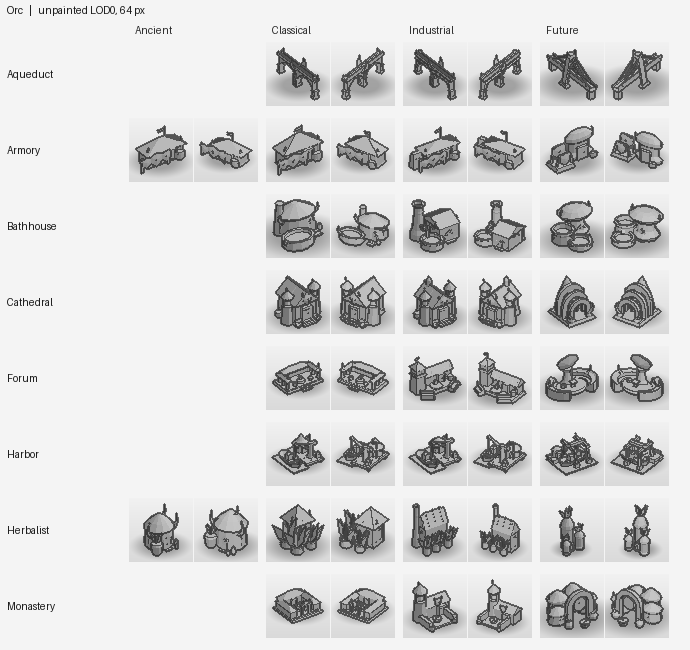 Orc | unpainted LOD0, 64 px
Ancient Classical Industrial Future
Aqueduct
Armory
Bathhouse
Cathedral
Forum
Harbor
Herbalist
Monastery